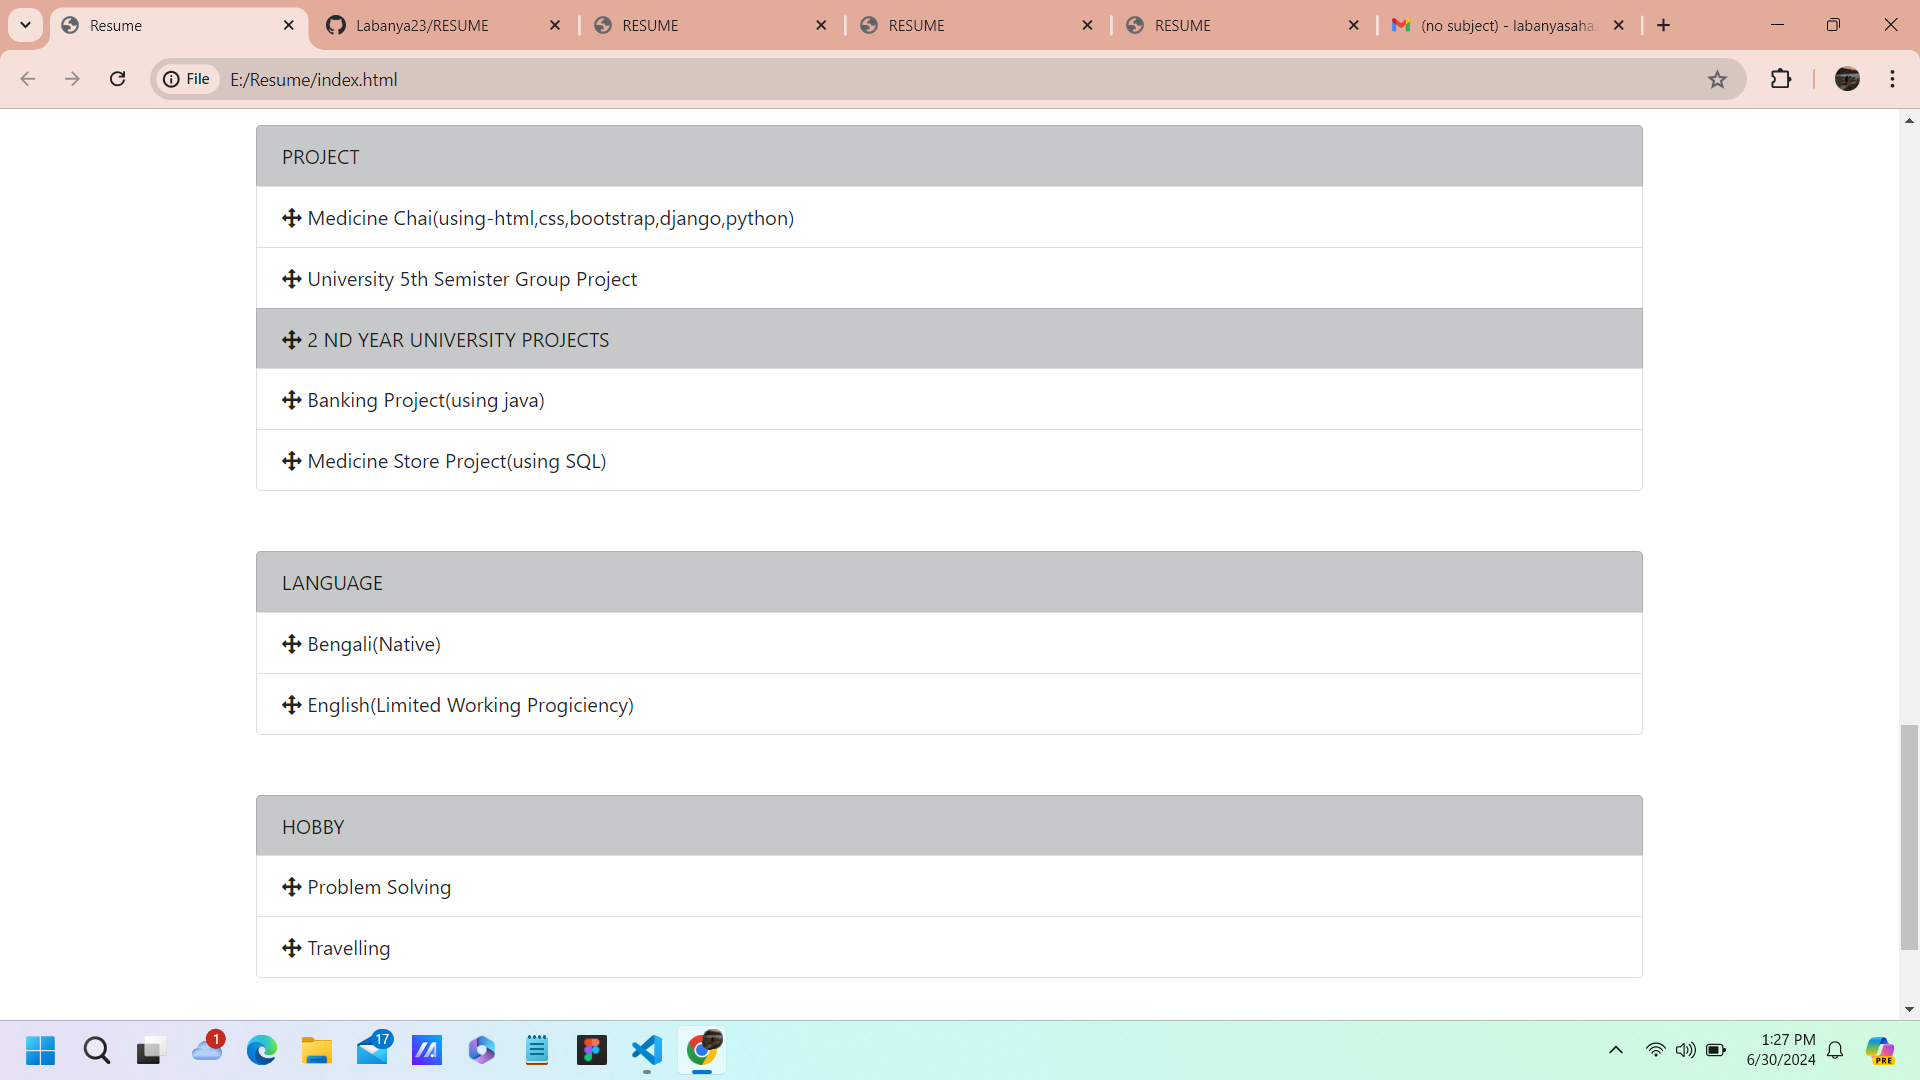 Resume
Labanya23/RESUME
RESUME
RESUME
RESUME
(no subject) - labanyasaha
File
E:/Resume/index.html
PROJECT
Medicine Chai(using-html,css,bootstrap,django,python)
University 5th Semister Group Project
2 ND YEAR UNIVERSITY PROJECTS
Banking Project(using java)
Medicine Store Project(using SQL)
LANGUAGE
Bengali(Native)
English(Limited Working Progiciency)
HOBBY
Problem Solving
Travelling
1
17
1:27 PM
6/30/2024
PRE